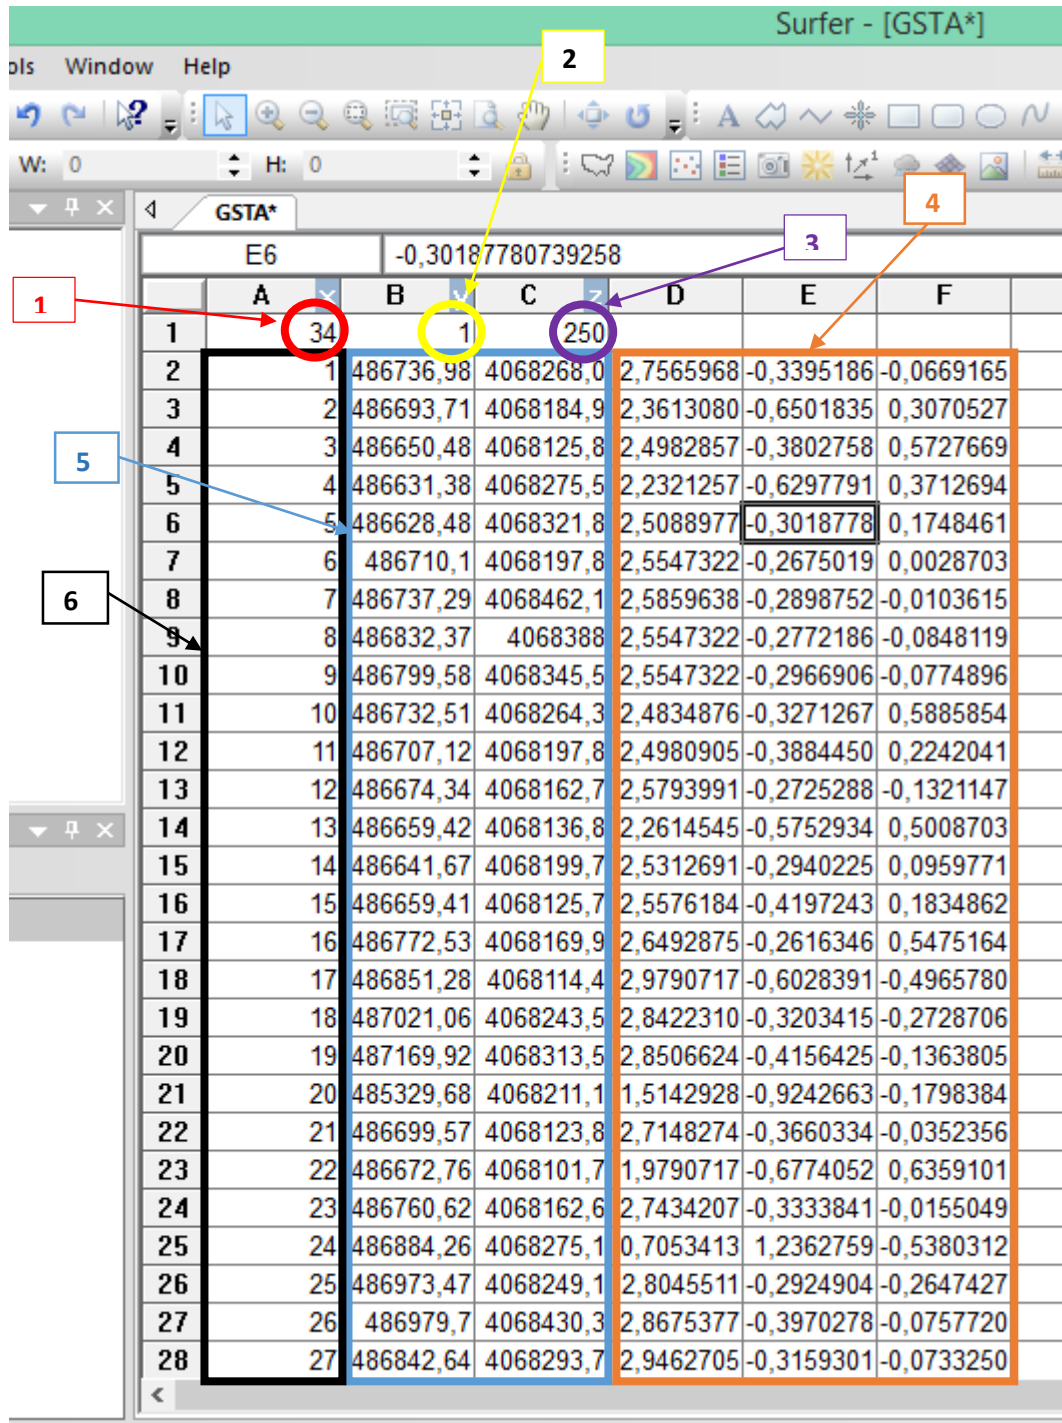 Surfer - [GSTA*]
2
ols Window Help
W: 0 H: 0
4
GSTA*
3
E6 -0,30187780739258
1
A X B Y C Z D E F
1 34 1 250
2 1 486736,98 4068268,0 2,7565968 -0,3395186 -0,0669165
3 2 486693,71 4068184,9 2,3613080 -0,6501835 0,3070527
4 3 486650,48 4068125,8 2,4982857 -0,3802758 0,5727669
5
5 4 486631,38 4068275,5 2,2321257 -0,6297791 0,3712694
6 5 486628,48 4068321,8 2,5088977 -0,3018778 0,1748461
7 6 486710,1 4068197,8 2,5547322 -0,2675019 0,0028703
8 7 486737,29 4068462,1 2,5859638 -0,2898752 -0,0103615
6
9 8 486832,37 4068388 2,5547322 -0,2772186 -0,0848119
10 9 486799,58 4068345,5 2,5547322 -0,2966906 -0,0774896
11 10 486732,51 4068264,3 2,4834876 -0,3271267 0,5885854
12 11 486707,12 4068197,8 2,4980905 -0,3884450 0,2242041
13 12 486674,34 4068162,7 2,5793991 -0,2725288 -0,1321147
14 13 486659,42 4068136,8 2,2614545 -0,5752934 0,5008703
15 14 486641,67 4068199,7 2,5312691 -0,2940225 0,0959771
16 15 486659,41 4068125,7 2,5576184 -0,4197243 0,1834862
17 16 486772,53 4068169,9 2,6492875 -0,2616346 0,5475164
18 17 486851,28 4068114,4 2,9790717 -0,6028391 -0,4965780
19 18 487021,06 4068243,5 2,8422310 -0,3203415 -0,2728706
20 19 487169,92 4068313,5 2,8506624 -0,4156425 -0,1363805
21 20 485329,68 4068211,1 1,5142928 -0,9242663 -0,1798384
22 21 486699,57 4068123,8 2,7148274 -0,3660334 -0,0352356
23 22 486672,76 4068101,7 1,9790717 -0,6774052 0,6359101
24 23 486760,62 4068162,6 2,7434207 -0,3333841 -0,0155049
25 24 486884,26 4068275,1 0,7053413 1,2362759 -0,5380312
26 25 486973,47 4068249,1 2,8045511 -0,2924904 -0,2647427
27 26 486979,7 4068430,3 2,8675377 -0,3970278 -0,0757720
28 27 486842,64 4068293,7 2,9462705 -0,3159301 -0,0733250